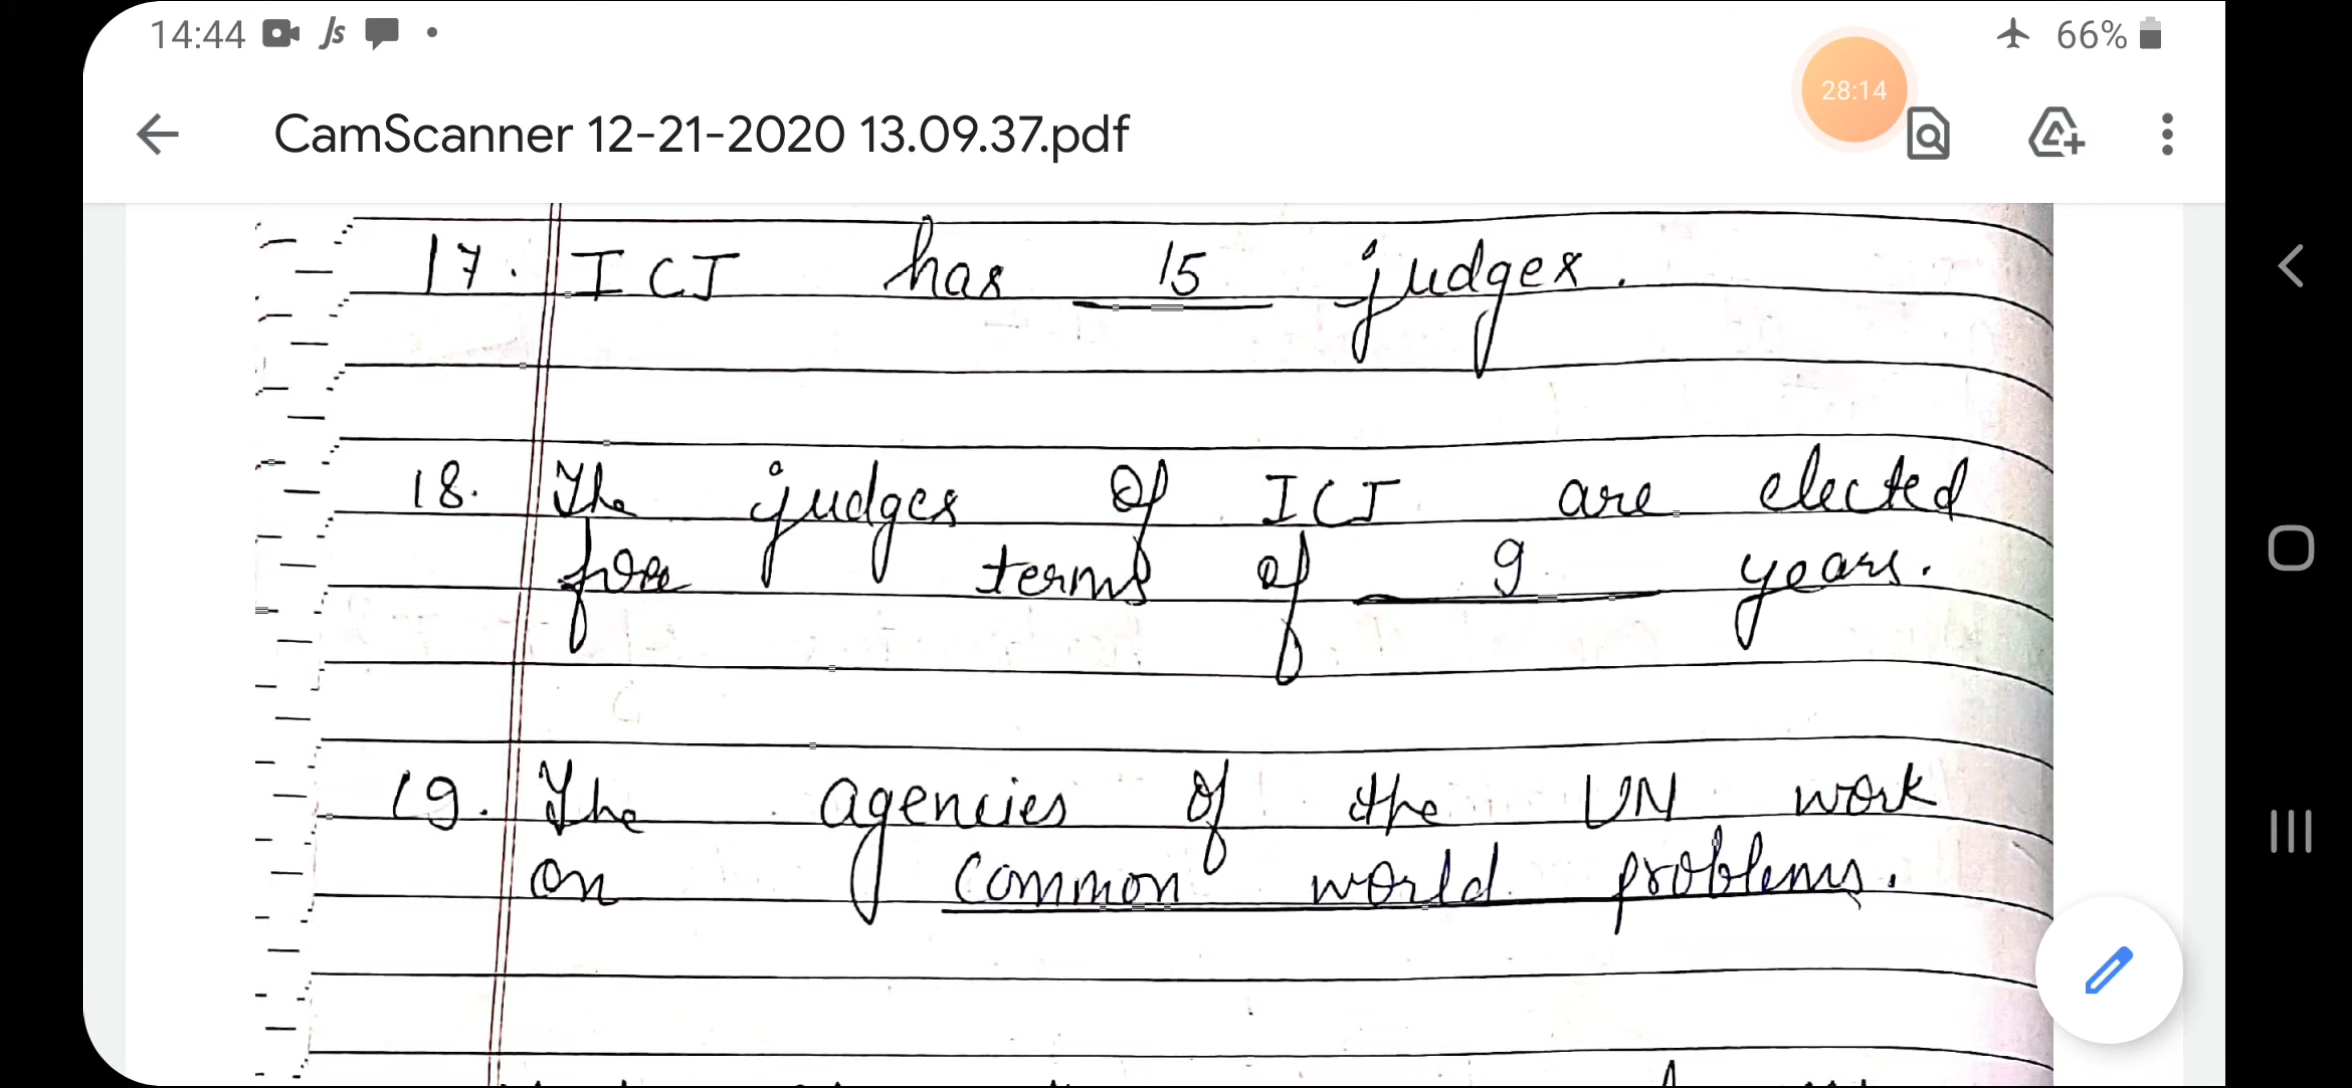 14:44 Js 66%
28:14
CamScanner 12-21-2020 13.09.37.pdf
17. ICJ has 15 judges.
18. The judges of ICJ are elected
for terms of 9 years.
19. The agencies of the UN work
on common world problems.